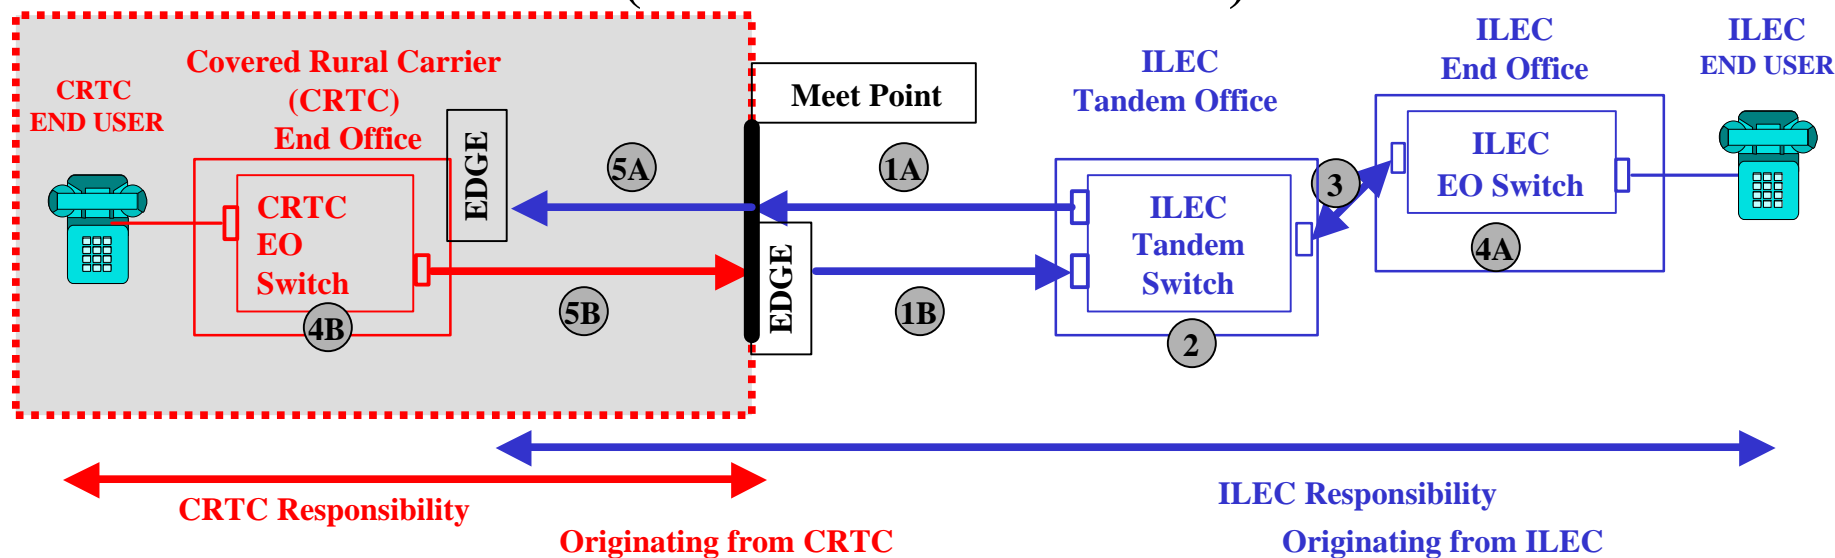 CRTC
END USER
Covered Rural Carrier
(CRTC)
End Office
EDGE
CRTC
EO
Switch
4B
5A
5B
Meet Point
EDGE
1A
1B
ILEC
Tandem Office
ILEC
Tandem
Switch
2
3
ILEC
End Office
ILEC
EO Switch
4A
ILEC
END USER
CRTC Responsibility
Originating from CRTC
ILEC Responsibility
Originating from ILEC